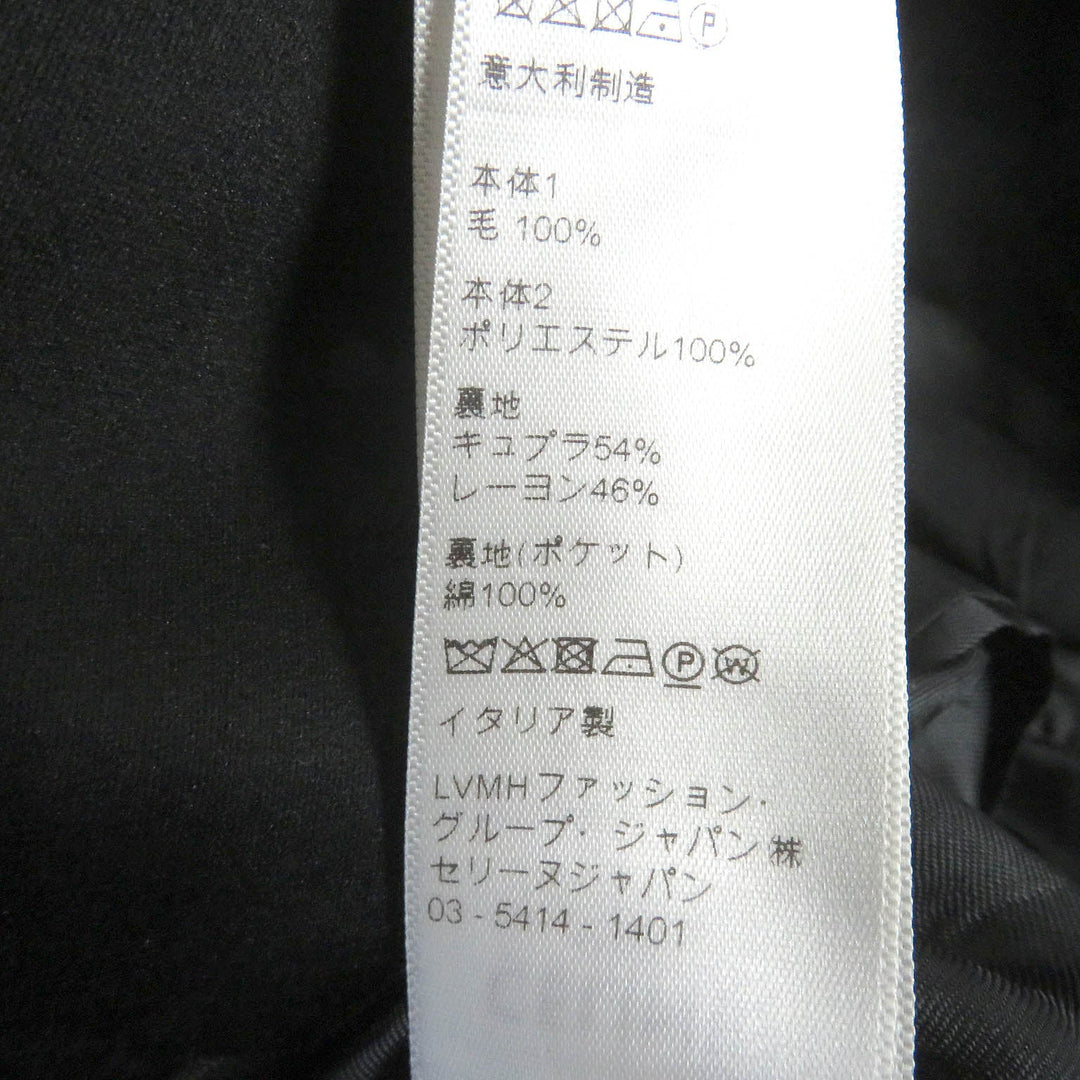 意大利制造
本体1
毛 100%
本体2
ポリエステル100%
裏地
キュプラ54%
レーヨン46%
裏地(ポケット)
綿100%
イタリア製
LVMHファッション・
グループ・ジャパン株
セリーヌジャパン
03 - 5414 - 1401